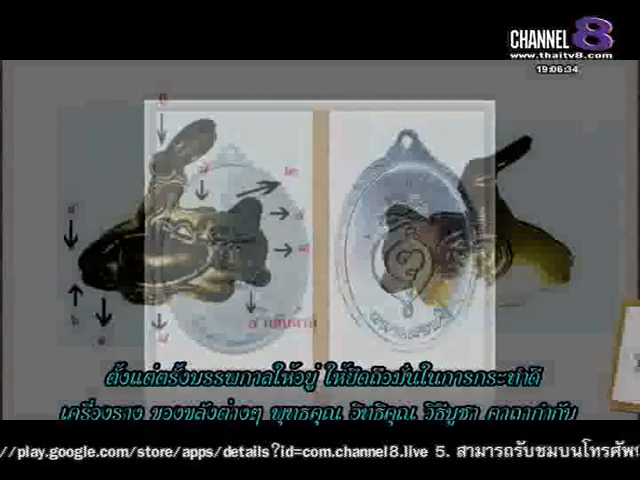 CHANNEL 8
www.thaitv8.com
19:06:34
ตั้งแต่ครั้งบรรพกาลให้อยู่ ให้ยึดถือมั่นในการกระทำดี
เครื่องราง ของขลังต่างๆ พุทธคุณ อิทธิคุณ วิธีบูชา คาถากำกับ
//play.google.com/store/apps/details?id=com.channel8.live 5. สามารถรับชมบนโทรศัพ